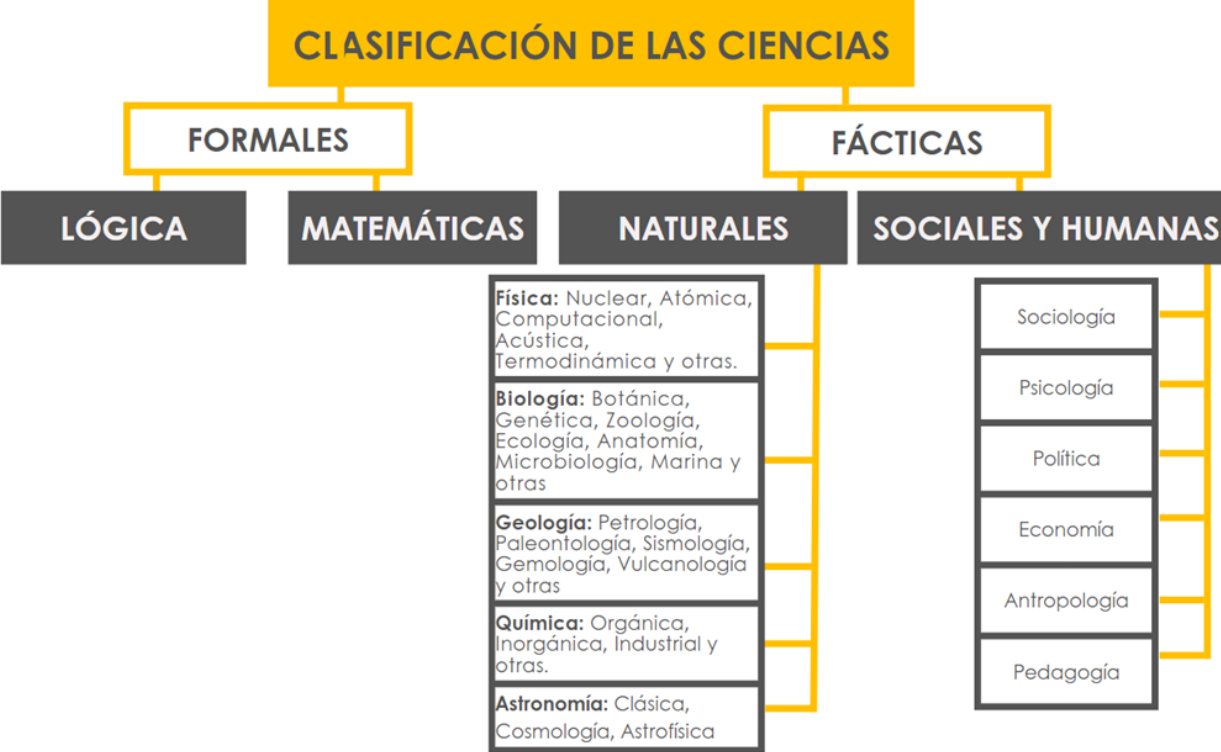 CLASIFICACIÓN DE LAS CIENCIAS
FORMALES
FÁCTICAS
LÓGICA
MATEMÁTICAS
NATURALES
SOCIALES Y HUMANAS
Física: Nuclear, Atómica,
Computacional,
Acústica,
Termodinámica y otras.
Biología: Botánica,
Genética, Zoología,
Ecología, Anatomía,
Microbiología, Marina y
otras
Geología: Petrología,
Paleontología, Sismología,
Gemología, Vulcanología
y otras
Química: Orgánica,
Inorgánica, Industrial y
otras.
Astronomía: Clásica,
Cosmología, Astrofísica
Sociología
Psicología
Política
Economía
Antropología
Pedagogía